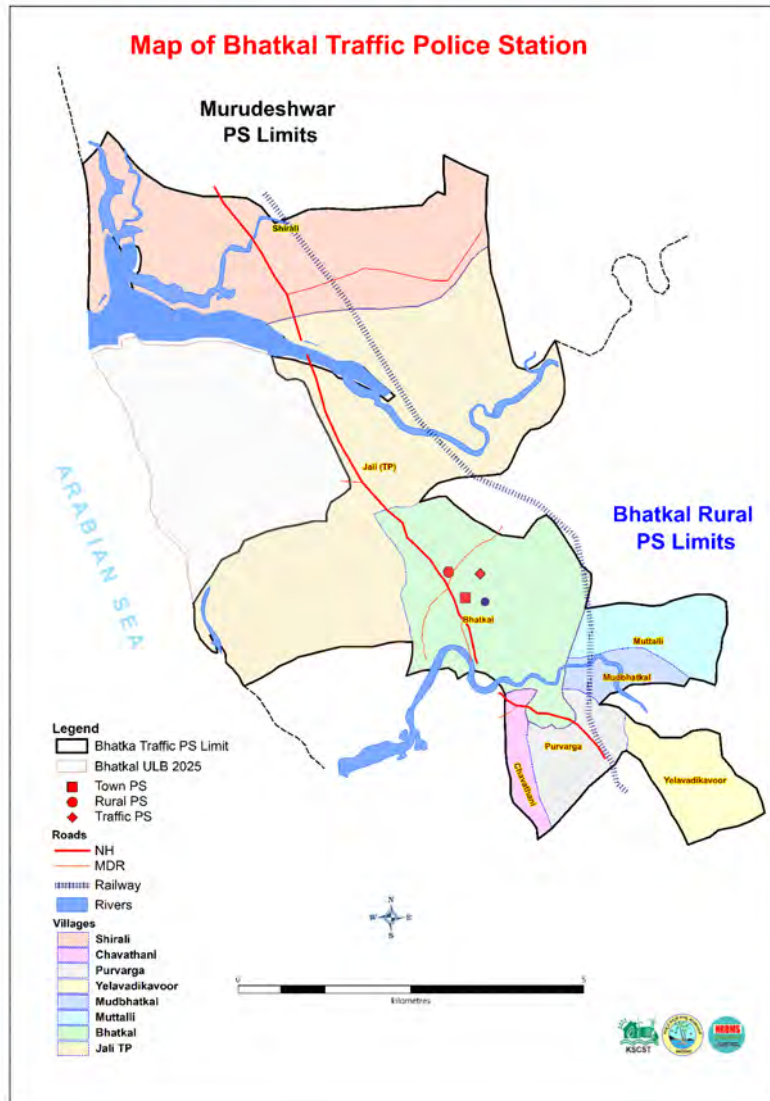 Map of Bhatkal Traffic Police Station
Murudeshwar
PS Limits
Shirali
Jali (TP)
ARABIAN SEA
Bhatkal Rural
PS Limits
Bhatkal
Muttalli
Mudbhatkal
Purvarga
Chavathani
Yelavadikavoor
Legend
Bhatka Traffic PS Limit
Bhatkal ULB 2025
Town PS
Rural PS
Traffic PS
Roads
NH
MDR
Railway
Rivers
Villages
Shirali
Chavathani
Purvarga
Yelavadikavoor
Mudbhatkal
Muttalli
Bhatkal
Jali TP
N
W E
S
0 5
Kilometres
KSCST